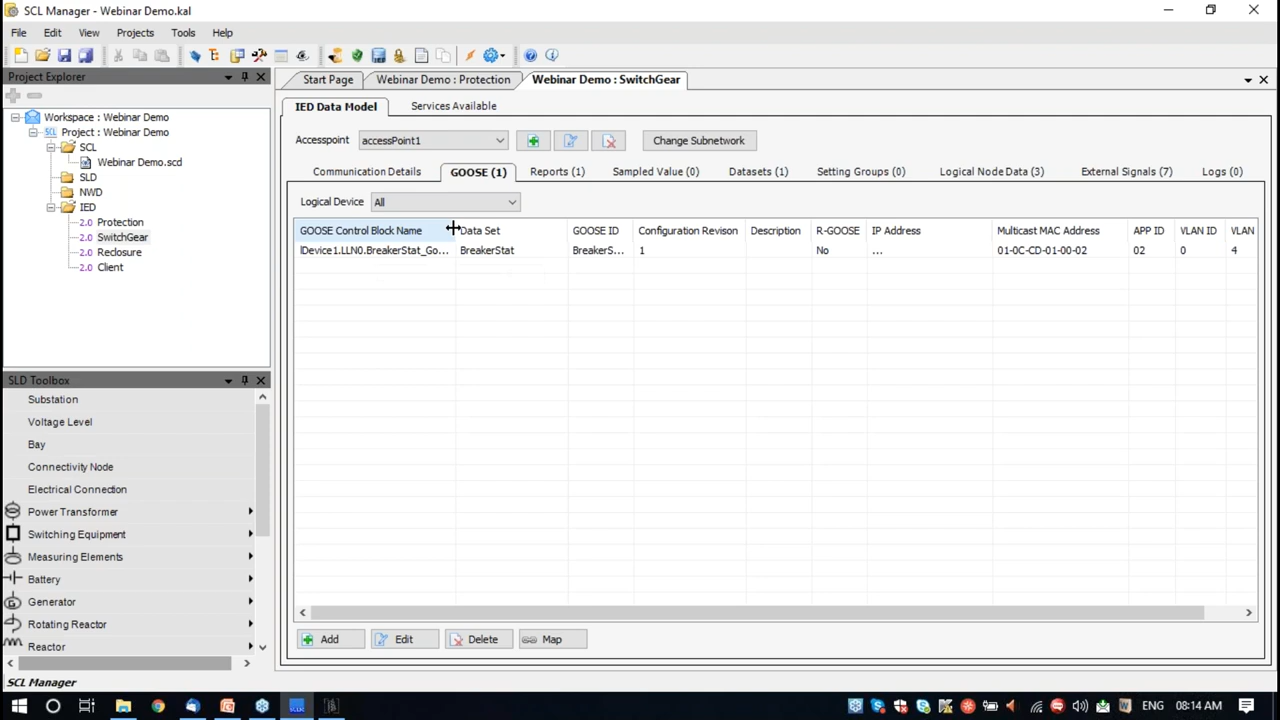 SCL Manager - Webinar Demo.kal
File Edit View Projects Tools Help
Project Explorer
Workspace : Webinar Demo
Project : Webinar Demo
SCL
Webinar Demo.scd
SLD
NWD
IED
2.0 Protection
2.0 SwitchGear
2.0 Reclosure
2.0 Client
SLD Toolbox
Substation
Voltage Level
Bay
Connectivity Node
Electrical Connection
Power Transformer
Switching Equipment
Measuring Elements
Battery
Generator
Rotating Reactor
Reactor
SCL Manager
Start Page Webinar Demo : Protection Webinar Demo : SwitchGear
IED Data Model Services Available
Accesspoint accessPoint1 Change Subnetwork
Communication Details GOOSE (1) Reports (1) Sampled Value (0) Datasets (1) Setting Groups (0) Logical Node Data (3) External Signals (7) Logs (0)
Logical Device All
GOOSE Control Block Name Data Set GOOSE ID Configuration Revison Description R-GOOSE IP Address Multicast MAC Address APP ID VLAN ID VLAN
lDevice1.LLN0.BreakerStat_Go... BreakerStat BreakerS... 1 No ... 01-0C-CD-01-00-02 02 0 4
Add Edit Delete Map
ENG 08:14 AM